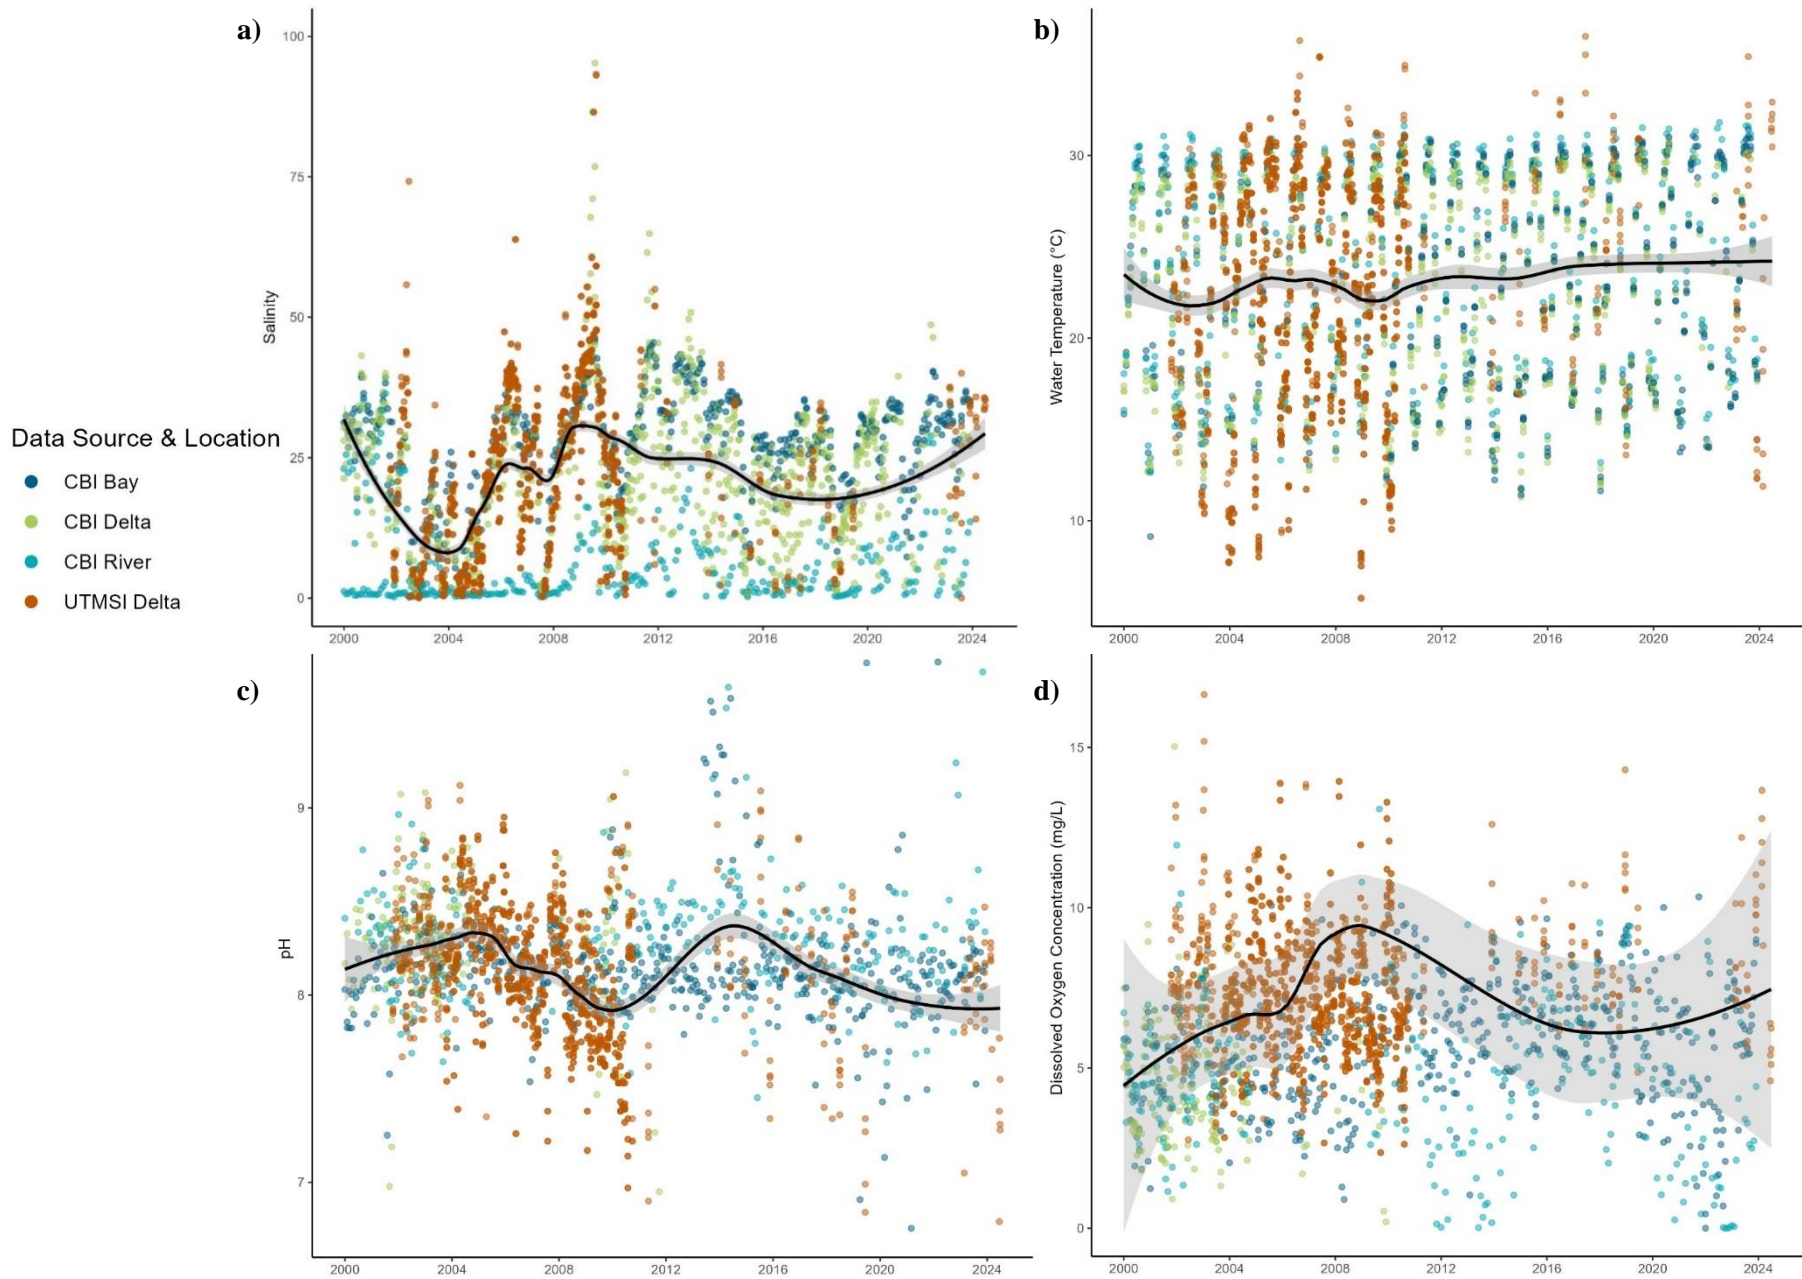 a)
100
75
50
25
0
Salinity
2000 2004 2008 2012 2016 2020 2024
b)
30
20
10
Water Temperature (°C)
2000 2004 2008 2012 2016 2020 2024
Data Source & Location
CBI Bay
CBI Delta
CBI River
UTMSI Delta
c)
9
8
7
pH
2000 2004 2008 2012 2016 2020 2024
d)
15
10
5
0
Dissolved Oxygen Concentration (mg/L)
2000 2004 2008 2012 2016 2020 2024